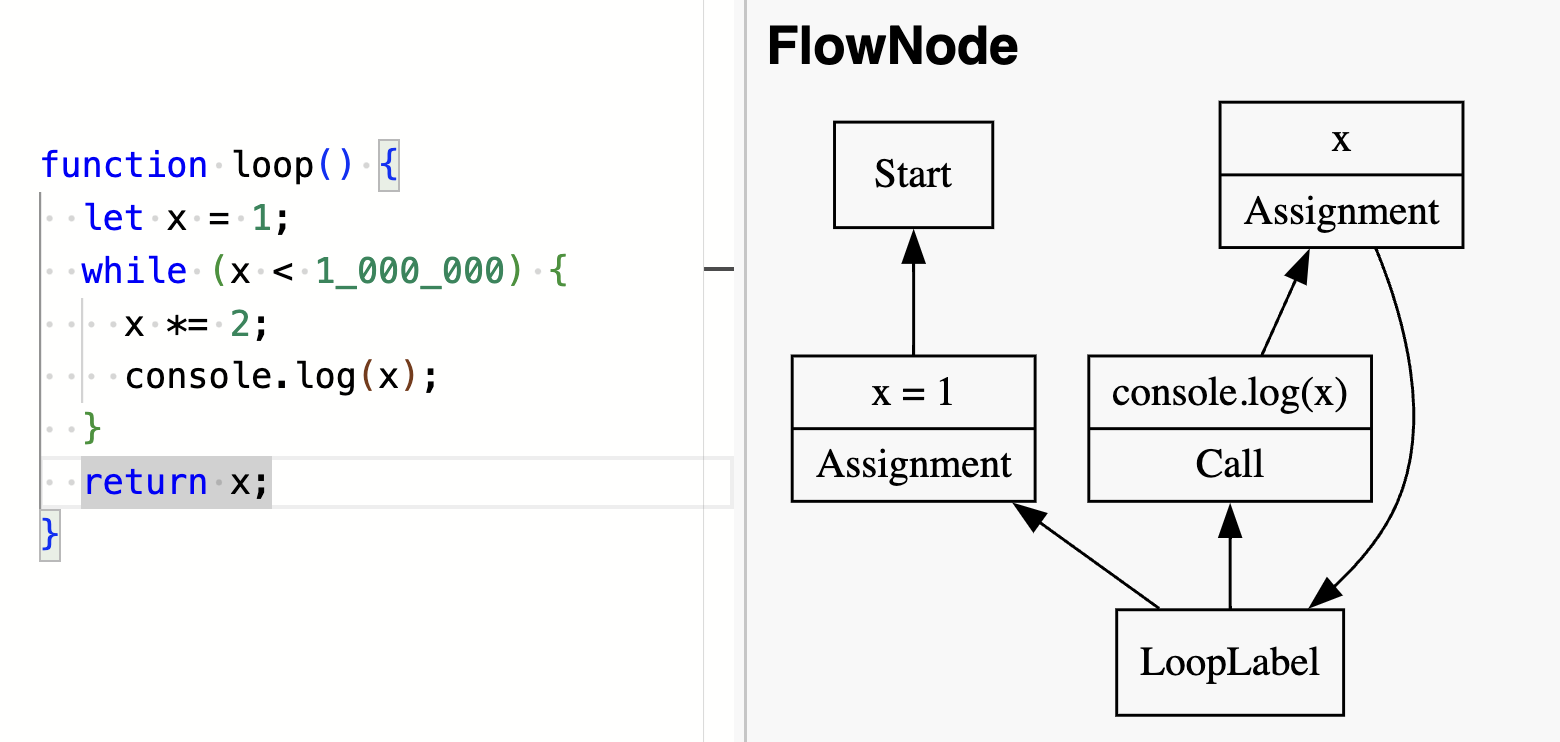 function loop() {
  let x = 1;
  while (x < 1_000_000) {
    x *= 2;
    console.log(x);
  }
  return x;
}
FlowNode
Start
x
Assignment
x = 1
Assignment
console.log(x)
Call
LoopLabel